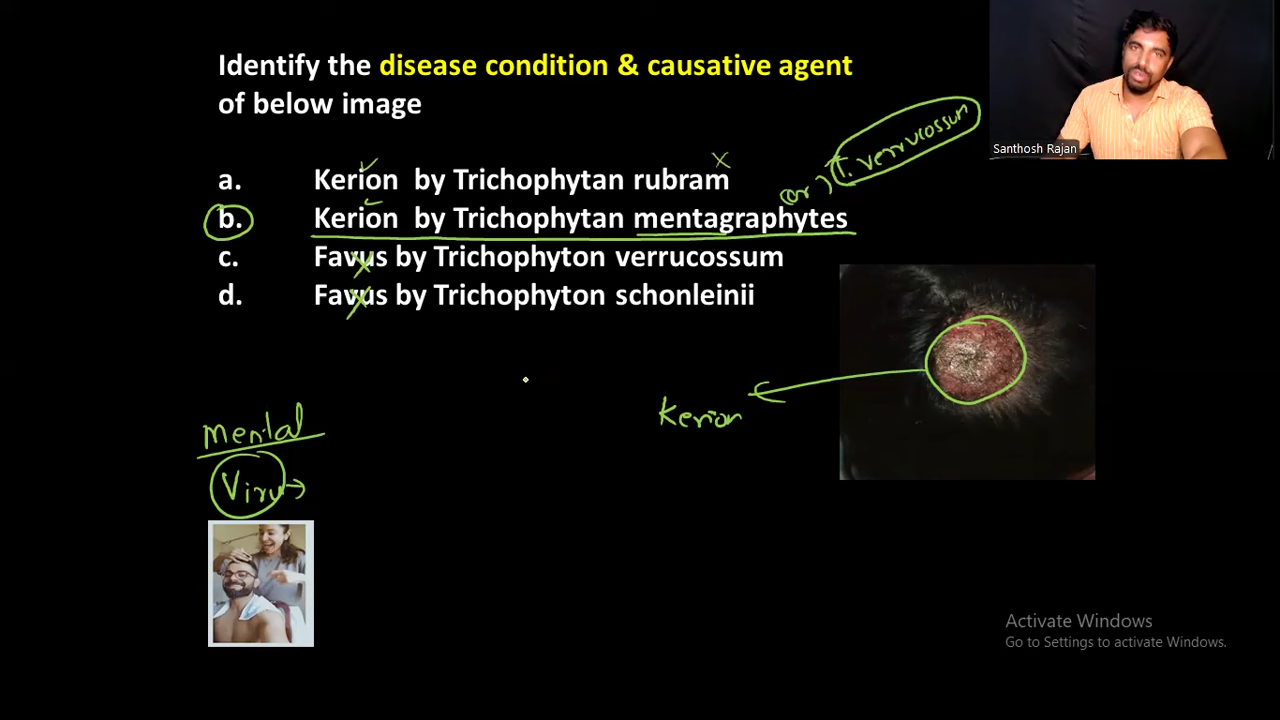 Identify the disease condition & causative agent
of below image
Santhosh Rajan
a. Kerion by Trichophytan rubram
(or) T. verrucossum
b. Kerion by Trichophytan mentagraphytes
c. Favus by Trichophyton verrucossum
d. Favus by Trichophyton schonleinii
Kerion
mental
Viru
Activate Windows
Go to Settings to activate Windows.